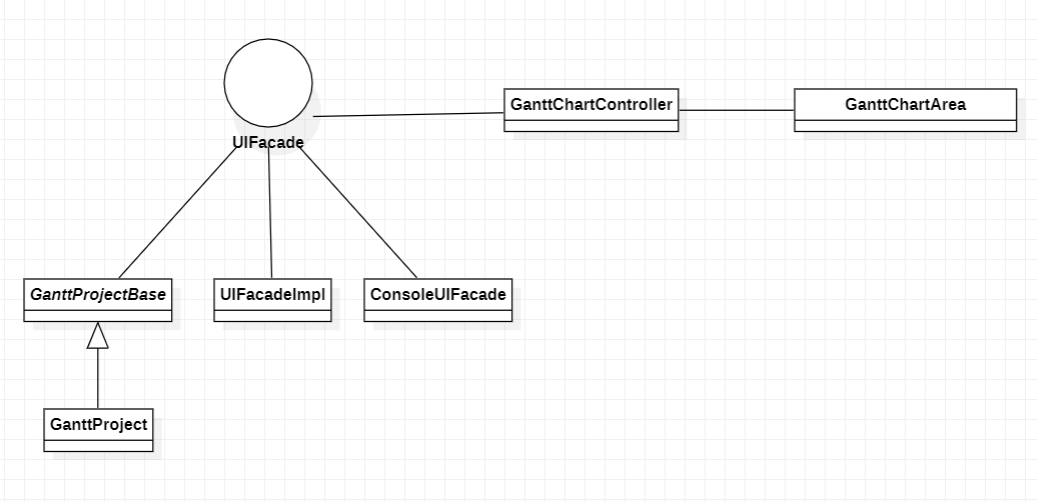 UIFacade
GanttChartController
GanttChartArea
GanttProjectBase
UIFacadeImpl
ConsoleUIFacade
GanttProject